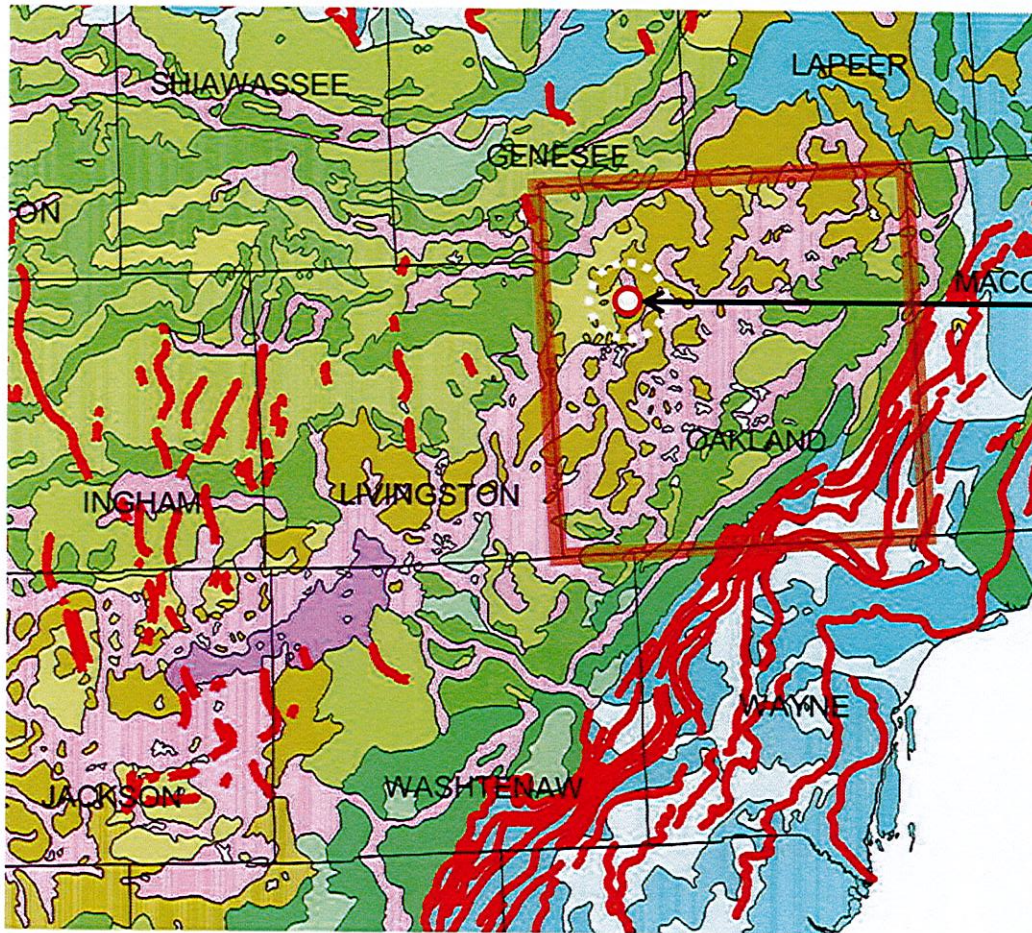 SHIAWASSEE
LAPEER
GENESEE
ON
MACO
OAKLAND
INGHAM
LIVINGSTON
WAYNE
WASHTENAW
JACKSON